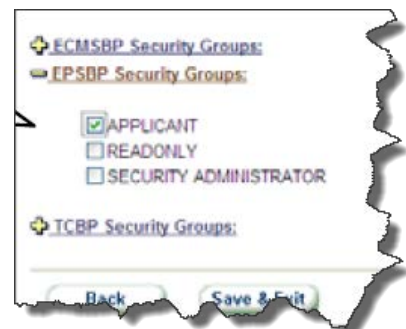 ECMSBP Security Groups:
EPSBP Security Groups:
APPLICANT
READONLY
SECURITY ADMINISTRATOR
TCBP Security Groups:
Back Save & Exit